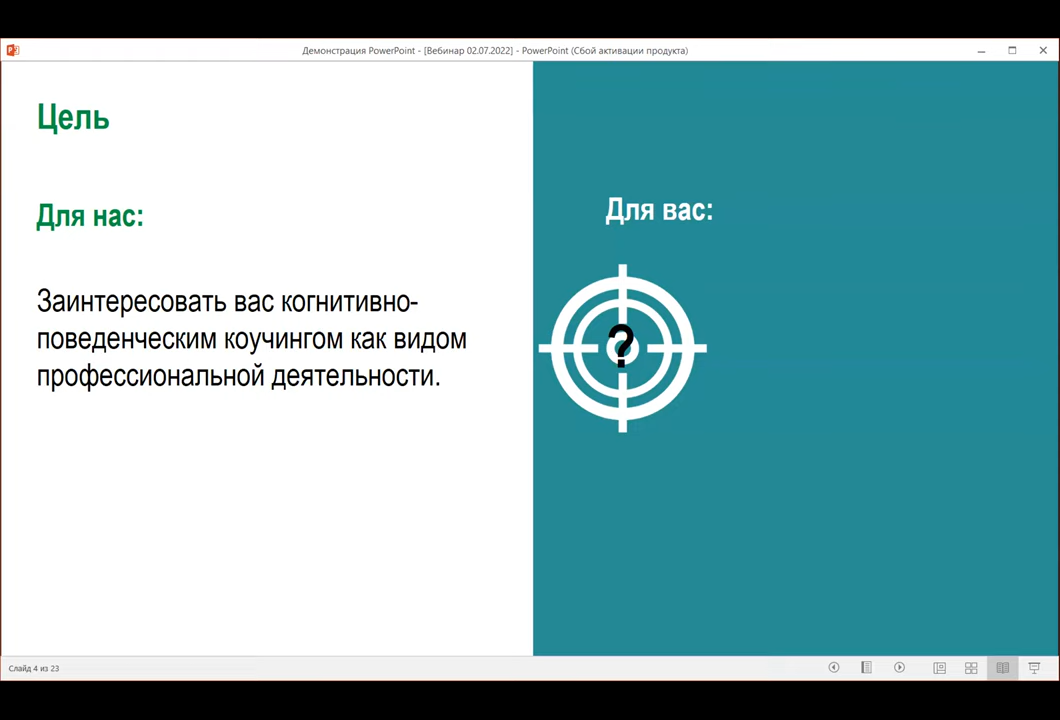 Демонстрация PowerPoint - [Вебинар 02.07.2022] - PowerPoint (Сбой активации продукта)
Цель
Для нас:
Заинтересовать вас когнитивно-
поведенческим коучингом как видом
профессиональной деятельности.
Для вас:
?
Слайд 4 из 23